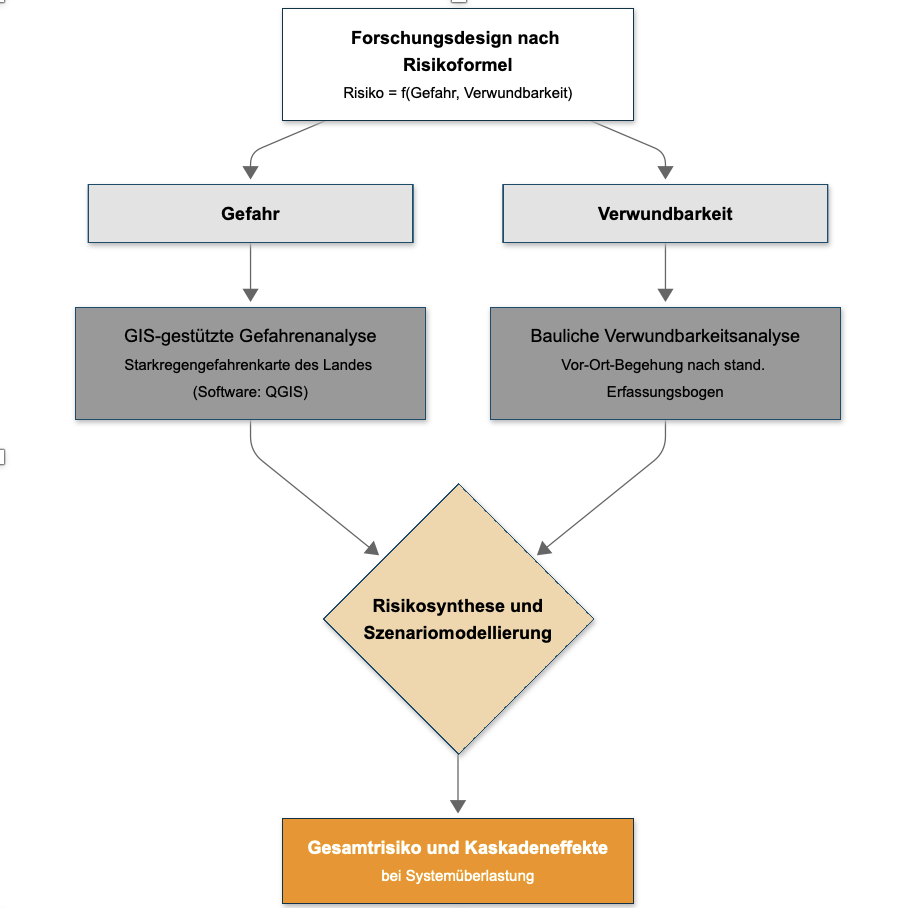 Forschungsdesign nach
Risikoformel
Risiko = f(Gefahr, Verwundbarkeit)
Gefahr
Verwundbarkeit
GIS-gestützte Gefahrenanalyse
Starkregengefahrenkarte des Landes
(Software: QGIS)
Bauliche Verwundbarkeitsanalyse
Vor-Ort-Begehung nach stand.
Erfassungsbogen
Risikosynthese und
Szenariomodellierung
Gesamtrisiko und Kaskadeneffekte
bei Systemüberlastung